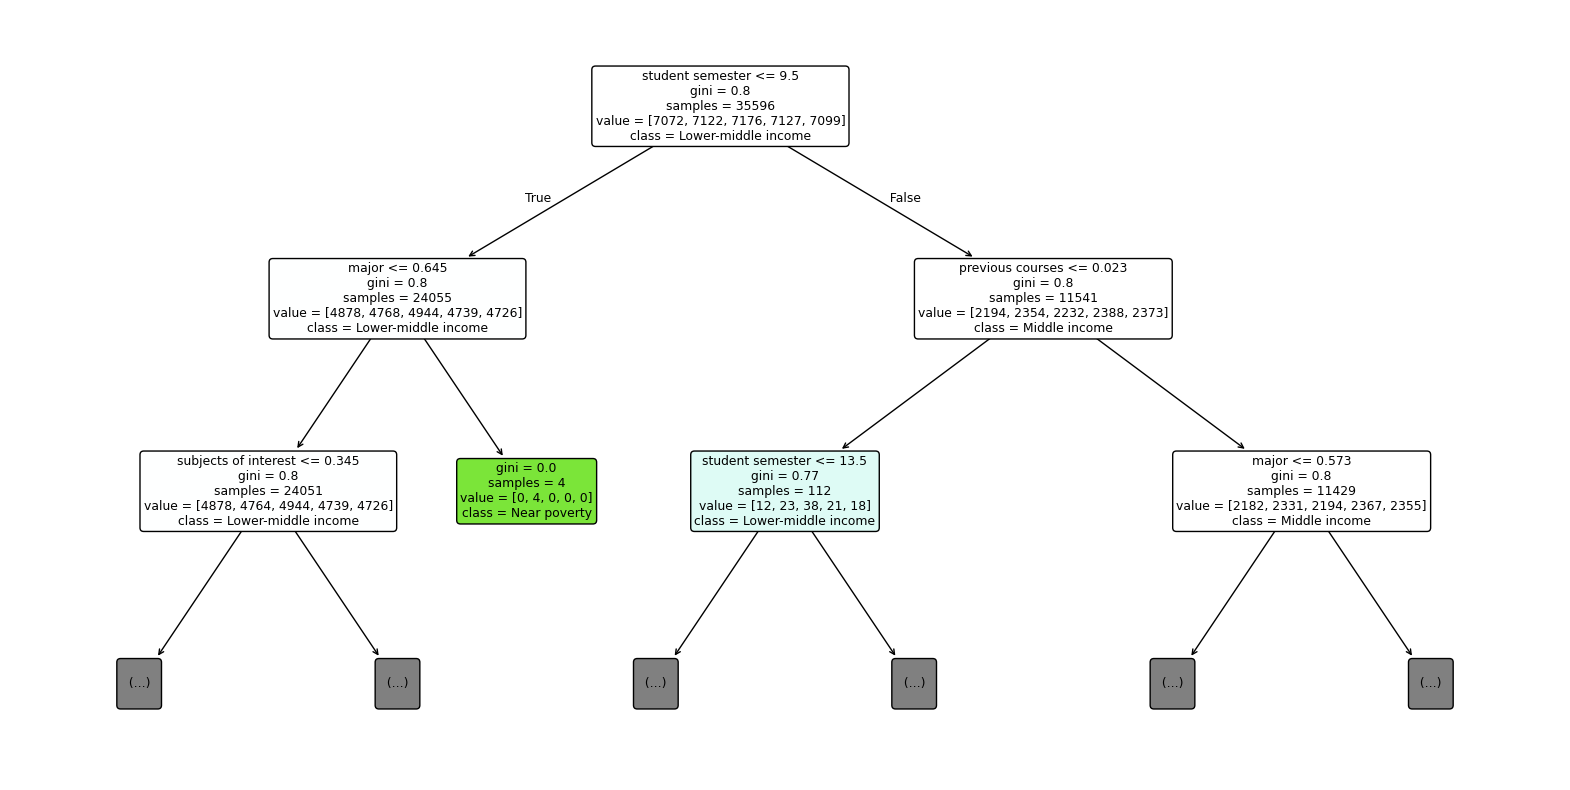 student semester <= 9.5
gini = 0.8
samples = 35596
value = [7072, 7122, 7176, 7127, 7099]
class = Lower-middle income
True
False
major <= 0.645
gini = 0.8
samples = 24055
value = [4878, 4768, 4944, 4739, 4726]
class = Lower-middle income
previous courses <= 0.023
gini = 0.8
samples = 11541
value = [2194, 2354, 2232, 2388, 2373]
class = Middle income
subjects of interest <= 0.345
gini = 0.8
samples = 24051
value = [4878, 4764, 4944, 4739, 4726]
class = Lower-middle income
gini = 0.0
samples = 4
value = [0, 4, 0, 0, 0]
class = Near poverty
student semester <= 13.5
gini = 0.77
samples = 112
value = [12, 23, 38, 21, 18]
class = Lower-middle income
major <= 0.573
gini = 0.8
samples = 11429
value = [2182, 2331, 2194, 2367, 2355]
class = Middle income
(...)
(...)
(...)
(...)
(...)
(...)